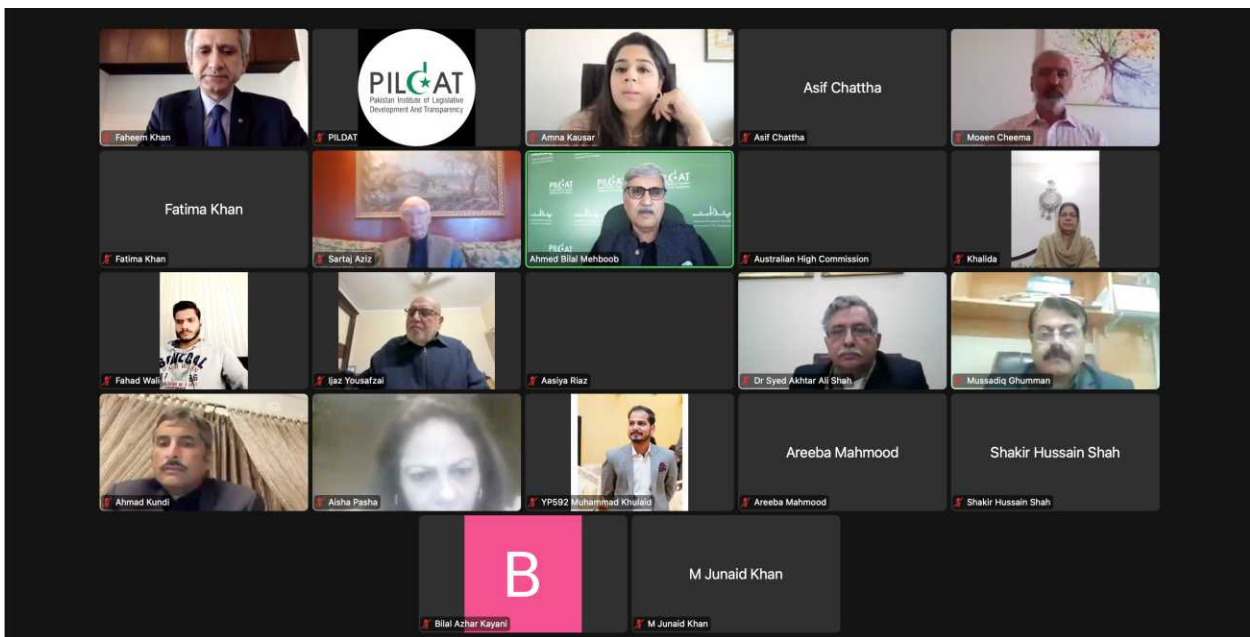 Faheem Khan
PILDAT
Pakistan Institute of Legislative
Development And Transparency
PILDAT
Amna Kausar
Asif Chattha
Asif Chattha
Moeen Cheema
Fatima Khan
Fatima Khan
Sartaj Aziz
PILDAT
PILDAT
PILDAT
Ahmed Bilal Mehboob
Australian High Commission
Khalida
Fahad Wali
Ijaz Yousafzai
Aasiya Riaz
Dr Syed Akhtar Ali Shah
Mussadiq Ghumman
Ahmad Kundi
Aisha Pasha
YP592 Muhammad Khulaid
Areeba Mahmood
Areeba Mahmood
Shakir Hussain Shah
Shakir Hussain Shah
B
Bilal Azhar Kayani
M Junaid Khan
M Junaid Khan